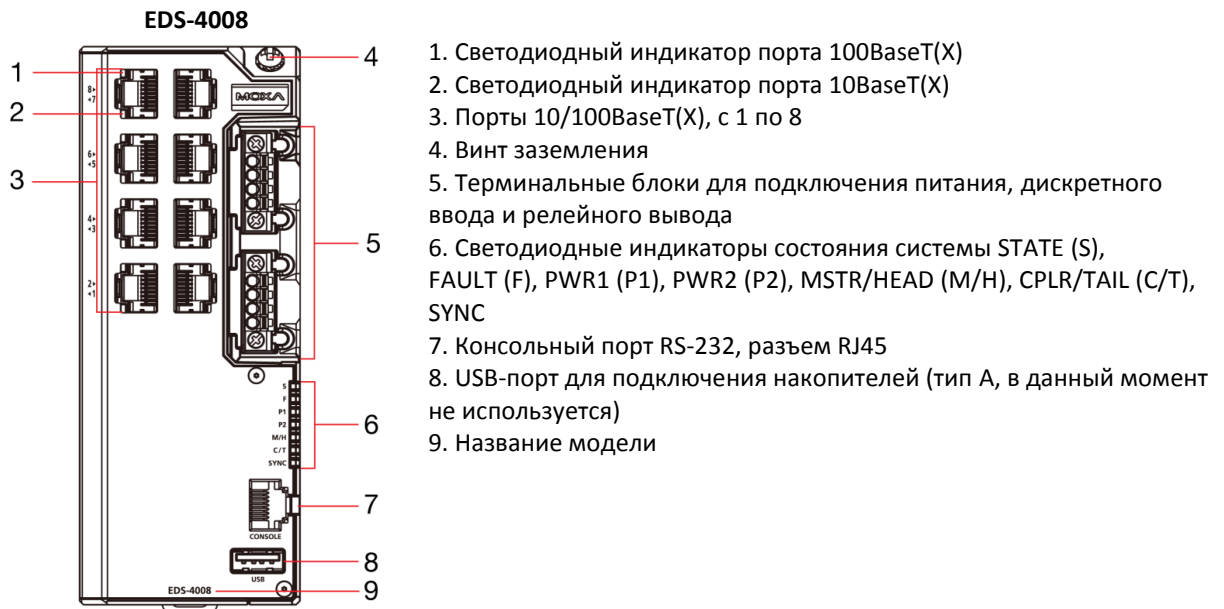 EDS-4008
1
2
3
4
5
6
7
8
9
8▸
◂7
6▸
◂5
4▸
◂3
2▸
◂1
MOXA
S
F
P1
P2
M/H
C/T
SYNC
CONSOLE
USB
EDS-4008
1. Светодиодный индикатор порта 100BaseT(X)
2. Светодиодный индикатор порта 10BaseT(X)
3. Порты 10/100BaseT(X), с 1 по 8
4. Винт заземления
5. Терминальные блоки для подключения питания, дискретного
ввода и релейного вывода
6. Светодиодные индикаторы состояния системы STATE (S),
FAULT (F), PWR1 (P1), PWR2 (P2), MSTR/HEAD (M/H), CPLR/TAIL (C/T),
SYNC
7. Консольный порт RS-232, разъем RJ45
8. USB-порт для подключения накопителей (тип А, в данный момент
не используется)
9. Название модели